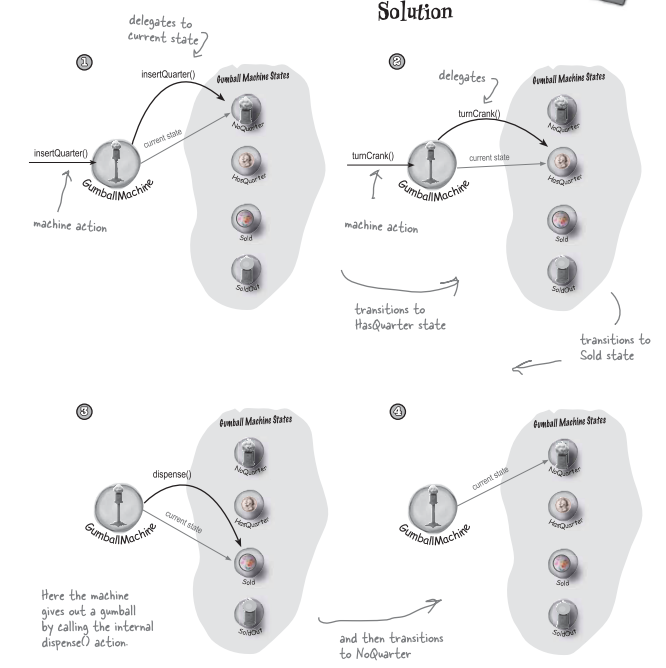 Solution
delegates to
current state
1
Gumball Machine States
insertQuarter()
NoQuarter
current state
insertQuarter()
HasQuarter
GumballMachine
machine action
Sold
SoldOut
2
Gumball Machine States
delegates
NoQuarter
turnCrank()
turnCrank()
current state
HasQuarter
GumballMachine
machine action
Sold
SoldOut
transitions to
HasQuarter state
transitions to
Sold state
3
Gumball Machine States
NoQuarter
dispense()
HasQuarter
current state
GumballMachine
Sold
SoldOut
Here the machine
gives out a gumball
by calling the internal
dispense() action.
4
Gumball Machine States
NoQuarter
current state
HasQuarter
GumballMachine
Sold
SoldOut
and then transitions
to NoQuarter